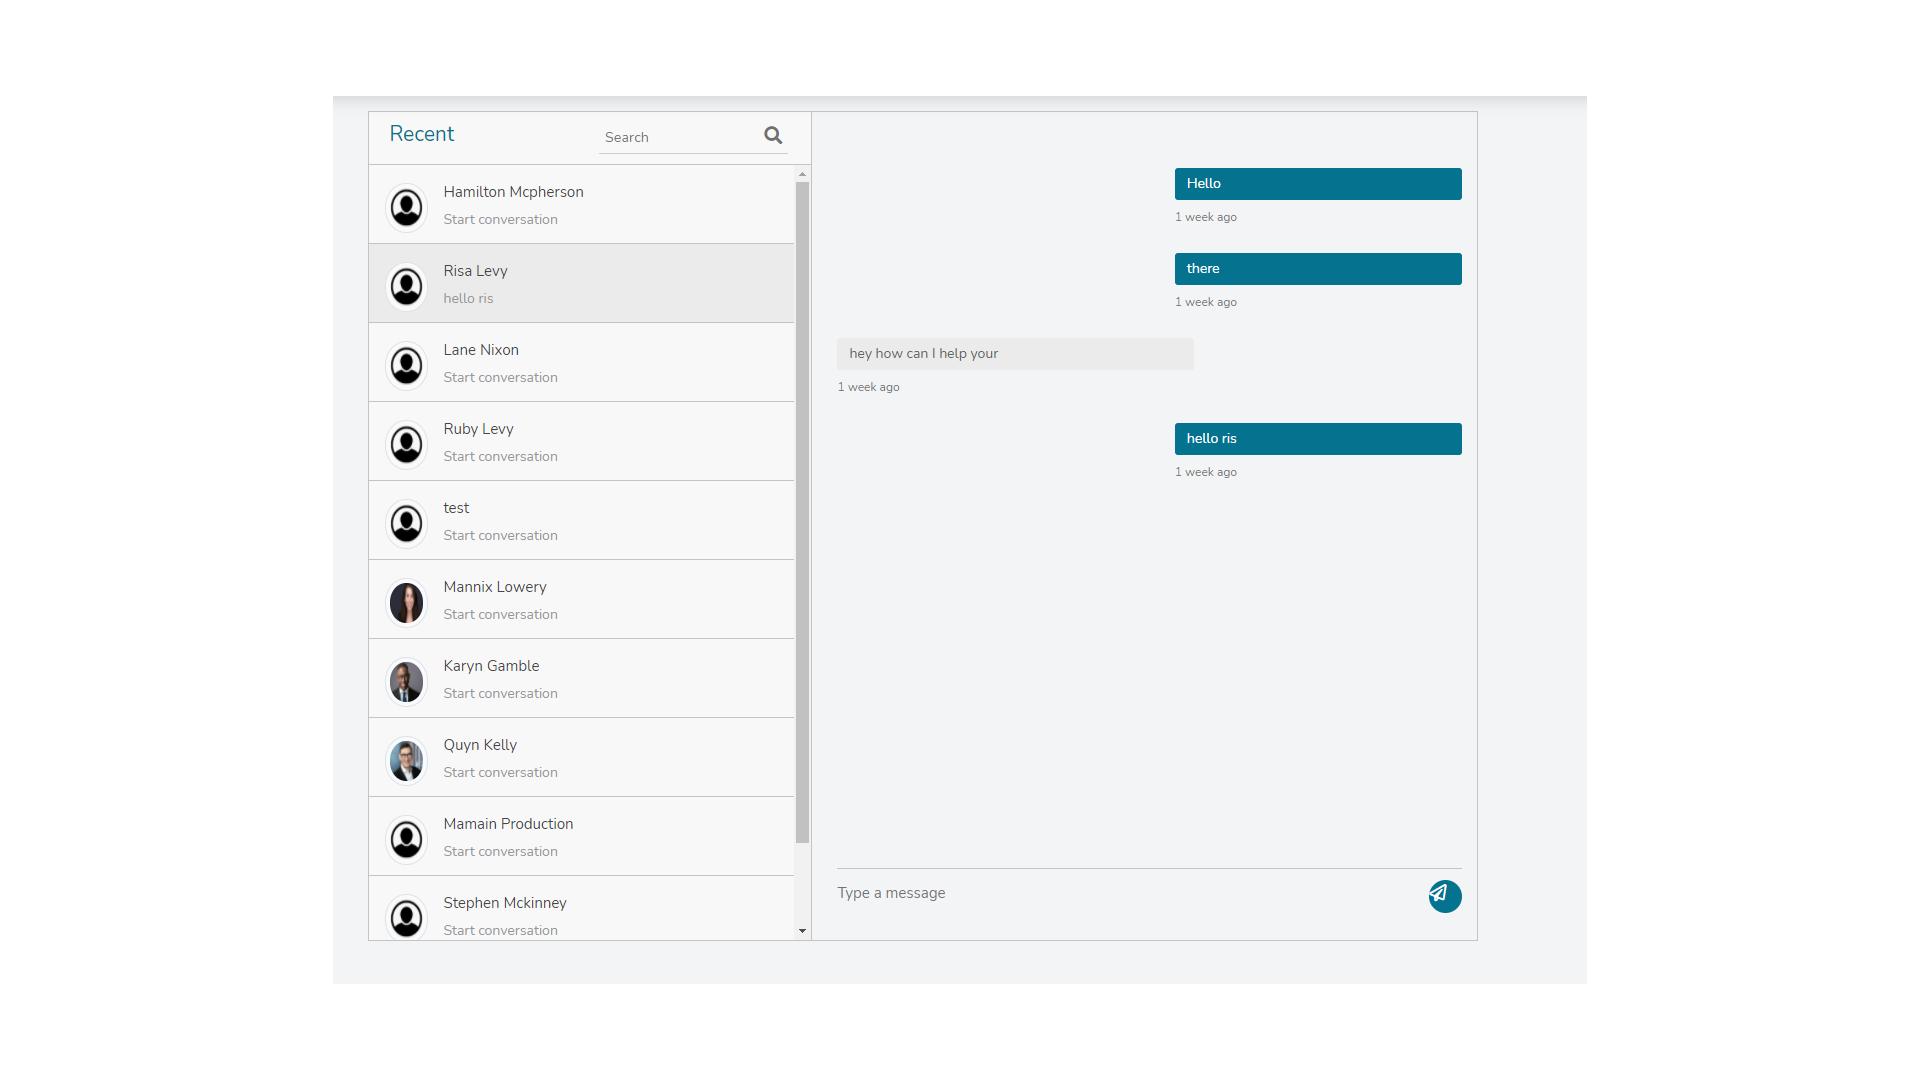 Recent
Search
Hamilton Mcpherson
Start conversation
Risa Levy
hello ris
Lane Nixon
Start conversation
Ruby Levy
Start conversation
test
Start conversation
Mannix Lowery
Start conversation
Karyn Gamble
Start conversation
Quyn Kelly
Start conversation
Mamain Production
Start conversation
Stephen Mckinney
Start conversation
Hello
1 week ago
there
1 week ago
hey how can I help your
1 week ago
hello ris
1 week ago
Type a message